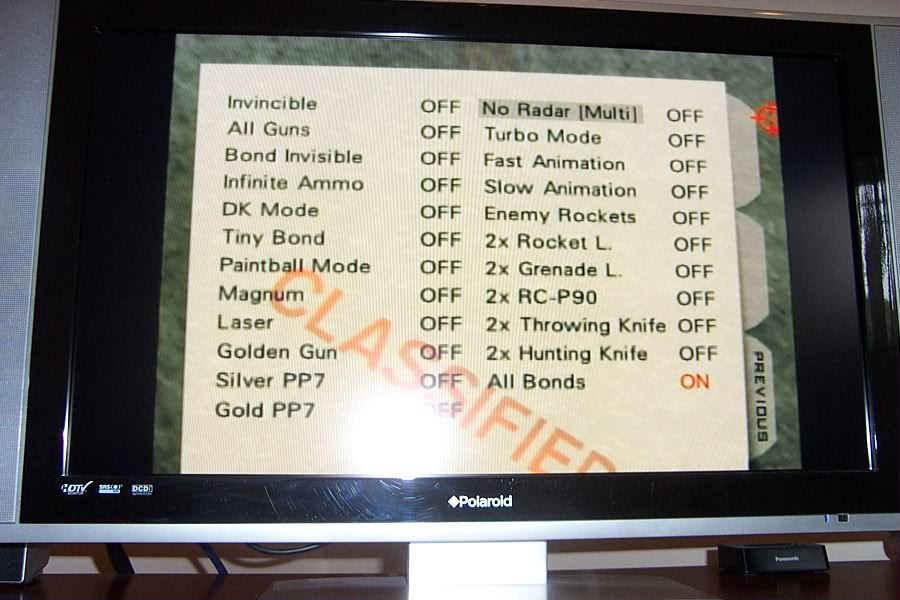 Invincible OFF
All Guns OFF
Bond Invisible OFF
Infinite Ammo OFF
DK Mode OFF
Tiny Bond OFF
Paintball Mode OFF
Magnum OFF
Laser OFF
Golden Gun OFF
Silver PP7 OFF
Gold PP7 OFF
No Radar [Multi] OFF
Turbo Mode OFF
Fast Animation OFF
Slow Animation OFF
Enemy Rockets OFF
2x Rocket L. OFF
2x Grenade L. OFF
2x RC-P90 OFF
2x Throwing Knife OFF
2x Hunting Knife OFF
All Bonds ON
CLASSIFIED
PREVIOUS
HDTV
DCDi
Polaroid
Panasonic